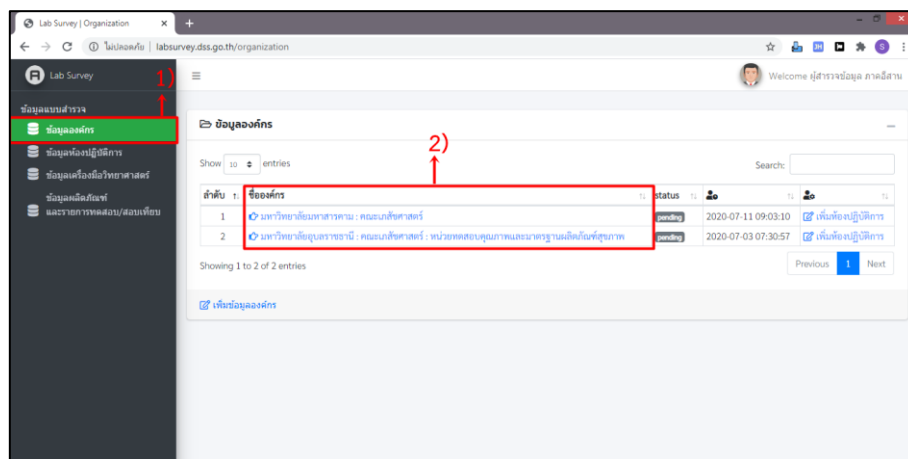 Lab Survey | Organization × +
ไม่ปลอดภัย | labsurvey.dss.go.th/organization
Lab Survey
1)
Welcome ผู้สำรวจข้อมูล ภาคอีสาน
ข้อมูลแบบสำรวจ
ข้อมูลองค์กร
ข้อมูลห้องปฏิบัติการ
ข้อมูลเครื่องมือวิทยาศาสตร์
ข้อมูลผลิตภัณฑ์
และรายการทดสอบ/สอบเทียบ
ข้อมูลองค์กร
2)
Show 10 entries
Search:
ลำดับ ชื่อองค์กร status
1 มหาวิทยาลัยมหาสารคาม : คณะเภสัชศาสตร์ pending 2020-07-11 09:03:10 เพิ่มห้องปฏิบัติการ
2 มหาวิทยาลัยอุบลราชธานี : คณะเภสัชศาสตร์ : หน่วยทดสอบคุณภาพและมาตรฐานผลิตภัณฑ์สุขภาพ pending 2020-07-03 07:30:57 เพิ่มห้องปฏิบัติการ
Showing 1 to 2 of 2 entries
Previous 1 Next
เพิ่มข้อมูลองค์กร